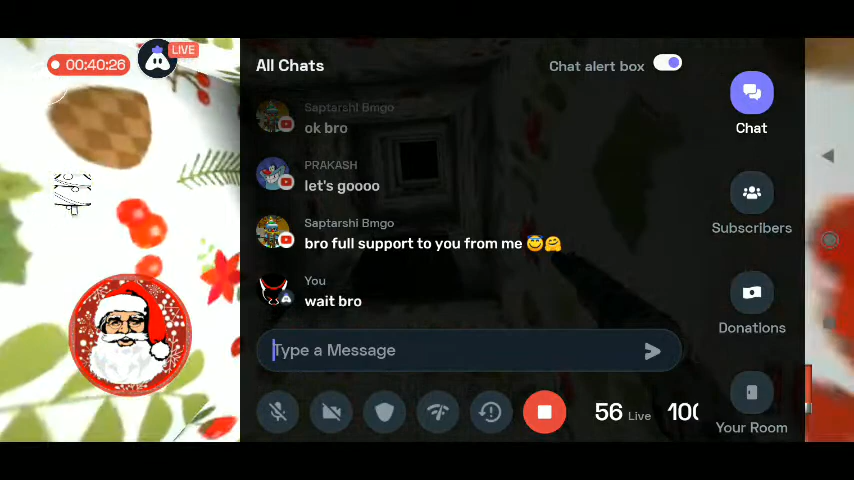 00:40:26
LIVE
All Chats
Chat alert box
Saptarshi Bmgo
ok bro
PRAKASH
let's goooo
Saptarshi Bmgo
bro full support to you from me 😇🤗
You
wait bro
Type a Message
56 Live
Chat
Subscribers
Donations
Your Room